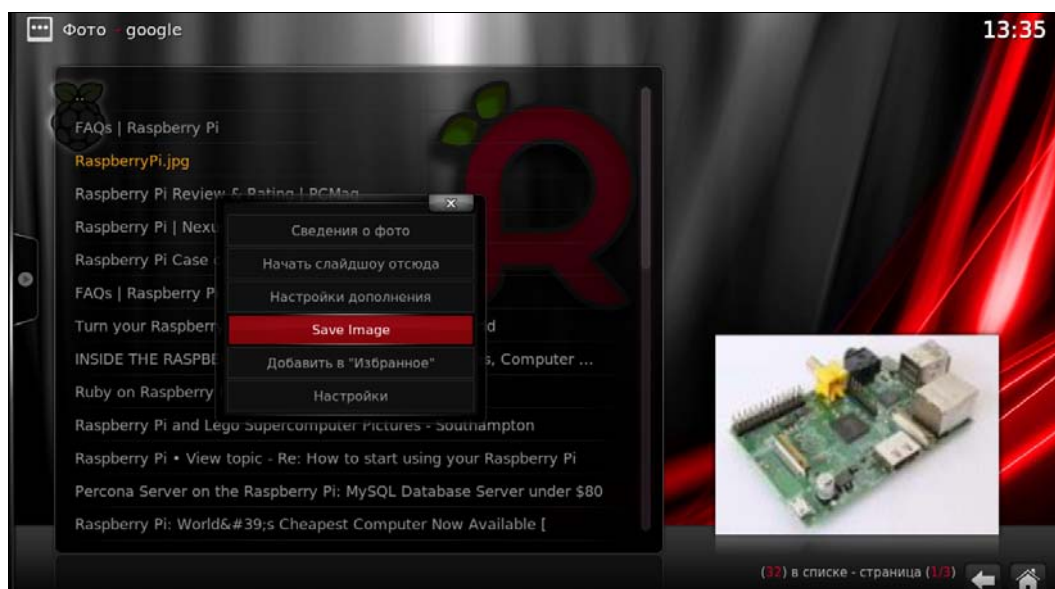 Фото - google
13:35
FAQs | Raspberry Pi
RaspberryPi.jpg
Raspberry Pi Review & Rating | PCMag
Raspberry Pi | Nexu
Raspberry Pi Case
FAQs | Raspberry P
Turn your Raspberr d
INSIDE THE RASPBE s, Computer ...
Ruby on Raspberry
Raspberry Pi and Lego Supercomputer Pictures - Southampton
Raspberry Pi • View topic - Re: How to start using your Raspberry Pi
Percona Server on the Raspberry Pi: MySQL Database Server under $80
Raspberry Pi: World&#39;s Cheapest Computer Now Available [
x
Сведения о фото
Начать слайдшоу отсюда
Настройки дополнения
Save Image
Добавить в "Избранное"
Настройки
(32) в списке - страница (1/3)